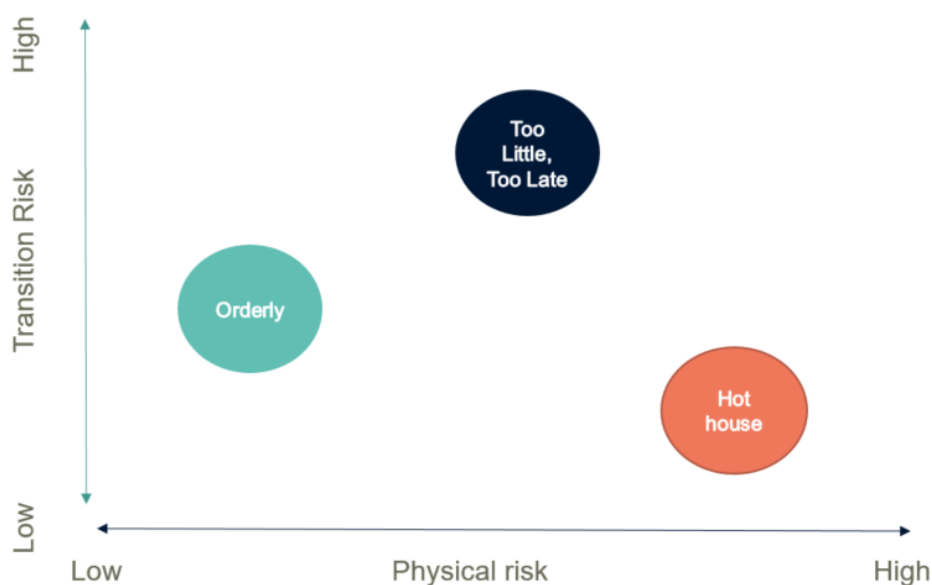 High
Transition Risk
Low
Too
Little,
Too Late
Orderly
Hot
house
Low
Physical risk
High